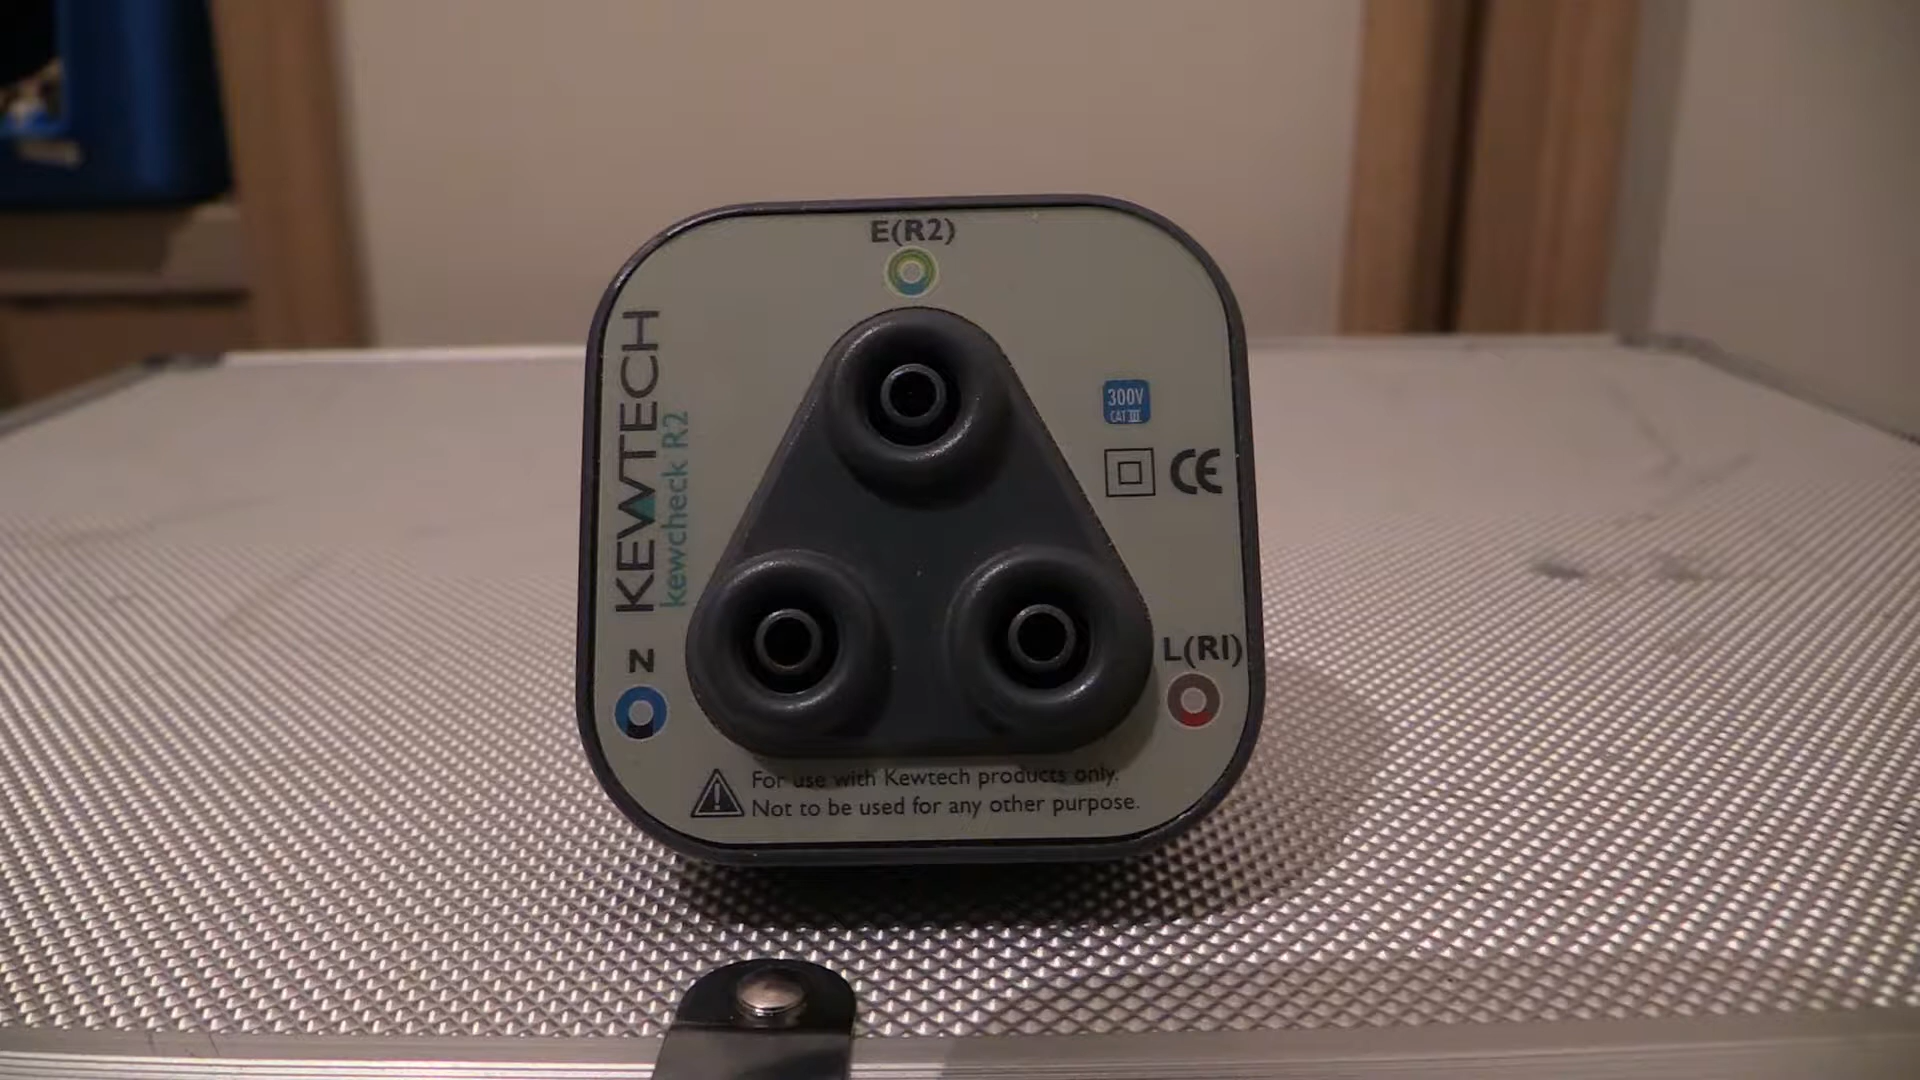 E(R2)
KEWTECH
kewcheck R2
300V
CAT III
CE
N
L(R1)
For use with Kewtech products only.
Not to be used for any other purpose.